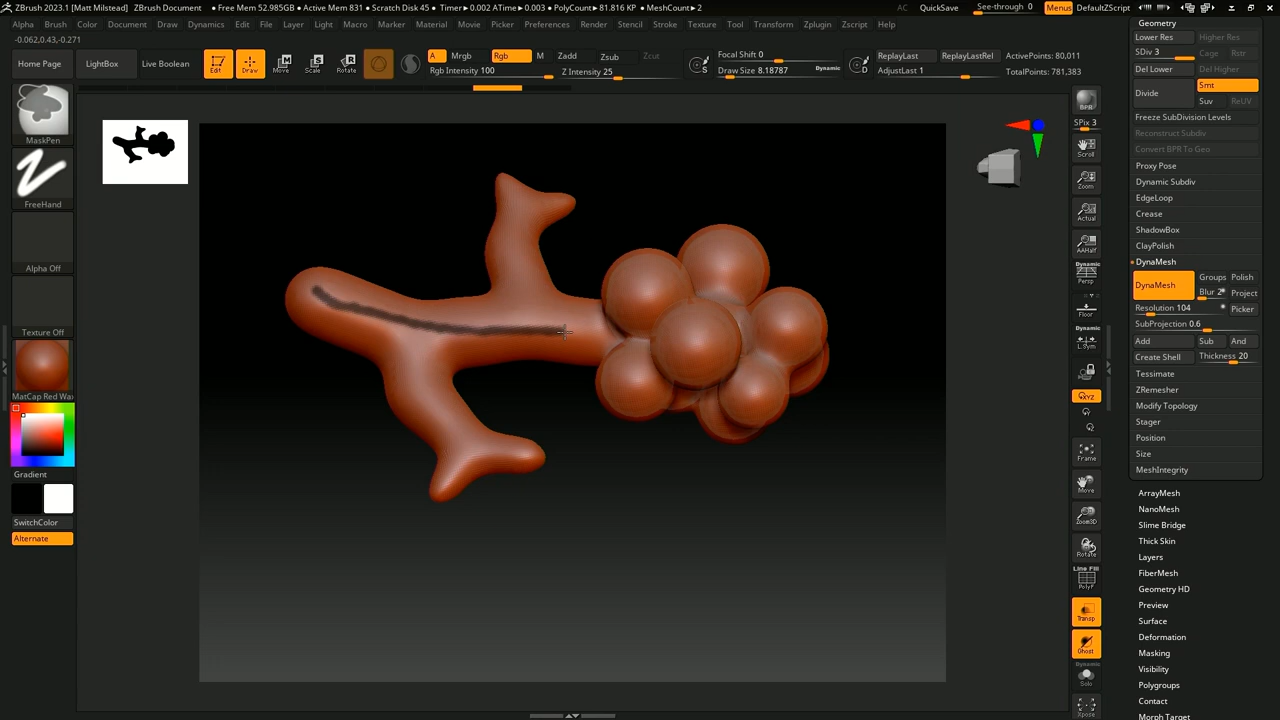 ZBrush 2023.1 [Matt Milstead] ZBrush Document • Free Mem 52.985GB • Active Mem 831 • Scratch Disk 45 • Timer▸0.002 ATime▸0.003 • PolyCount▸81.816 KP • MeshCount▸2 AC QuickSave See-through 0 Menus DefaultZScript
Alpha Brush Color Document Draw Dynamics Edit File Layer Light Macro Marker Material Movie Picker Preferences Render Stencil Stroke Texture Tool Transform Zplugin Zscript Help
-0.062,0.43,-0.271
Home Page LightBox Live Boolean
Edit Draw Move Scale Rotate
A Mrgb Rgb M Zadd Zsub Zcut
Rgb Intensity 100 Z Intensity 25
Focal Shift 0
Draw Size 8.18787 Dynamic
ReplayLast ReplayLastRel
AdjustLast 1
ActivePoints: 80,011
TotalPoints: 781,383
MaskPen
FreeHand
Alpha Off
Texture Off
MatCap Red Wa
Gradient
SwitchColor
Alternate
BPR
SPix 3
Scroll
Zoom
Actual
AAHalf
Dynamic
Persp
Floor
Dynamic
L.Sym
XYZ
Frame
Move
Zoom3D
Rotate
Line Fill
PolyF
Transp
Ghost
Dynamic
Solo
Xpose
Geometry
Lower Res Higher Res
SDiv 3 Cage Rstr
Del Lower Del Higher
Divide Smt
Suv ReUV
Freeze SubDivision Levels
Reconstruct Subdiv
Convert BPR To Geo
Proxy Pose
Dynamic Subdiv
EdgeLoop
Crease
ShadowBox
ClayPolish
DynaMesh
DynaMesh Groups Polish
Blur 2 Project
Resolution 104 Picker
SubProjection 0.6
Add Sub And
Create Shell Thickness 20
Tessimate
ZRemesher
Modify Topology
Stager
Position
Size
MeshIntegrity
ArrayMesh
NanoMesh
Slime Bridge
Thick Skin
Layers
FiberMesh
Geometry HD
Preview
Surface
Deformation
Masking
Visibility
Polygroups
Contact
Morph Target